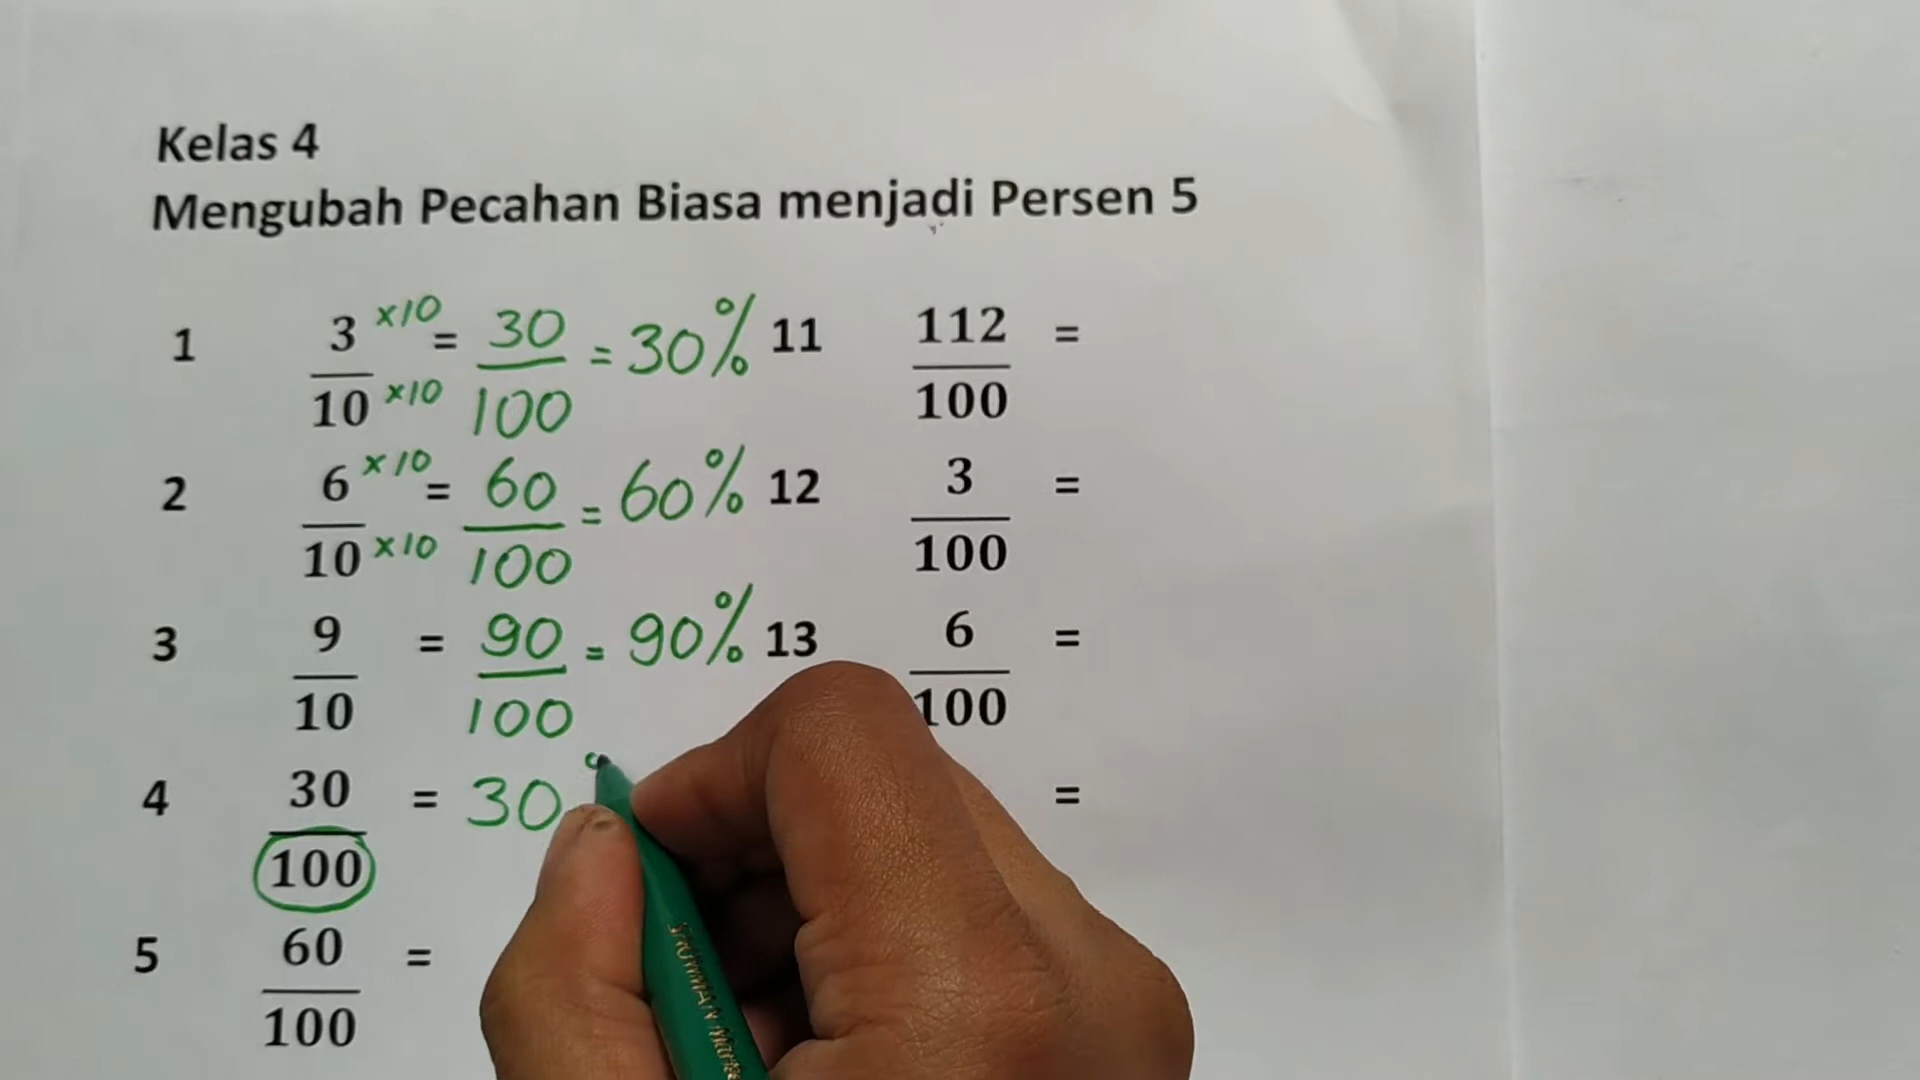 Kelas 4
Mengubah Pecahan Biasa menjadi Persen 5
1 3/10 ×10 ×10 = 30/100 = 30%
2 6/10 ×10 ×10 = 60/100 = 60%
3 9/10 = 90/100 = 90%
4 30/100 = 30
5 60/100 =
11 112/100 =
12 3/100 =
13 6/100 =
=
SNOWMAN